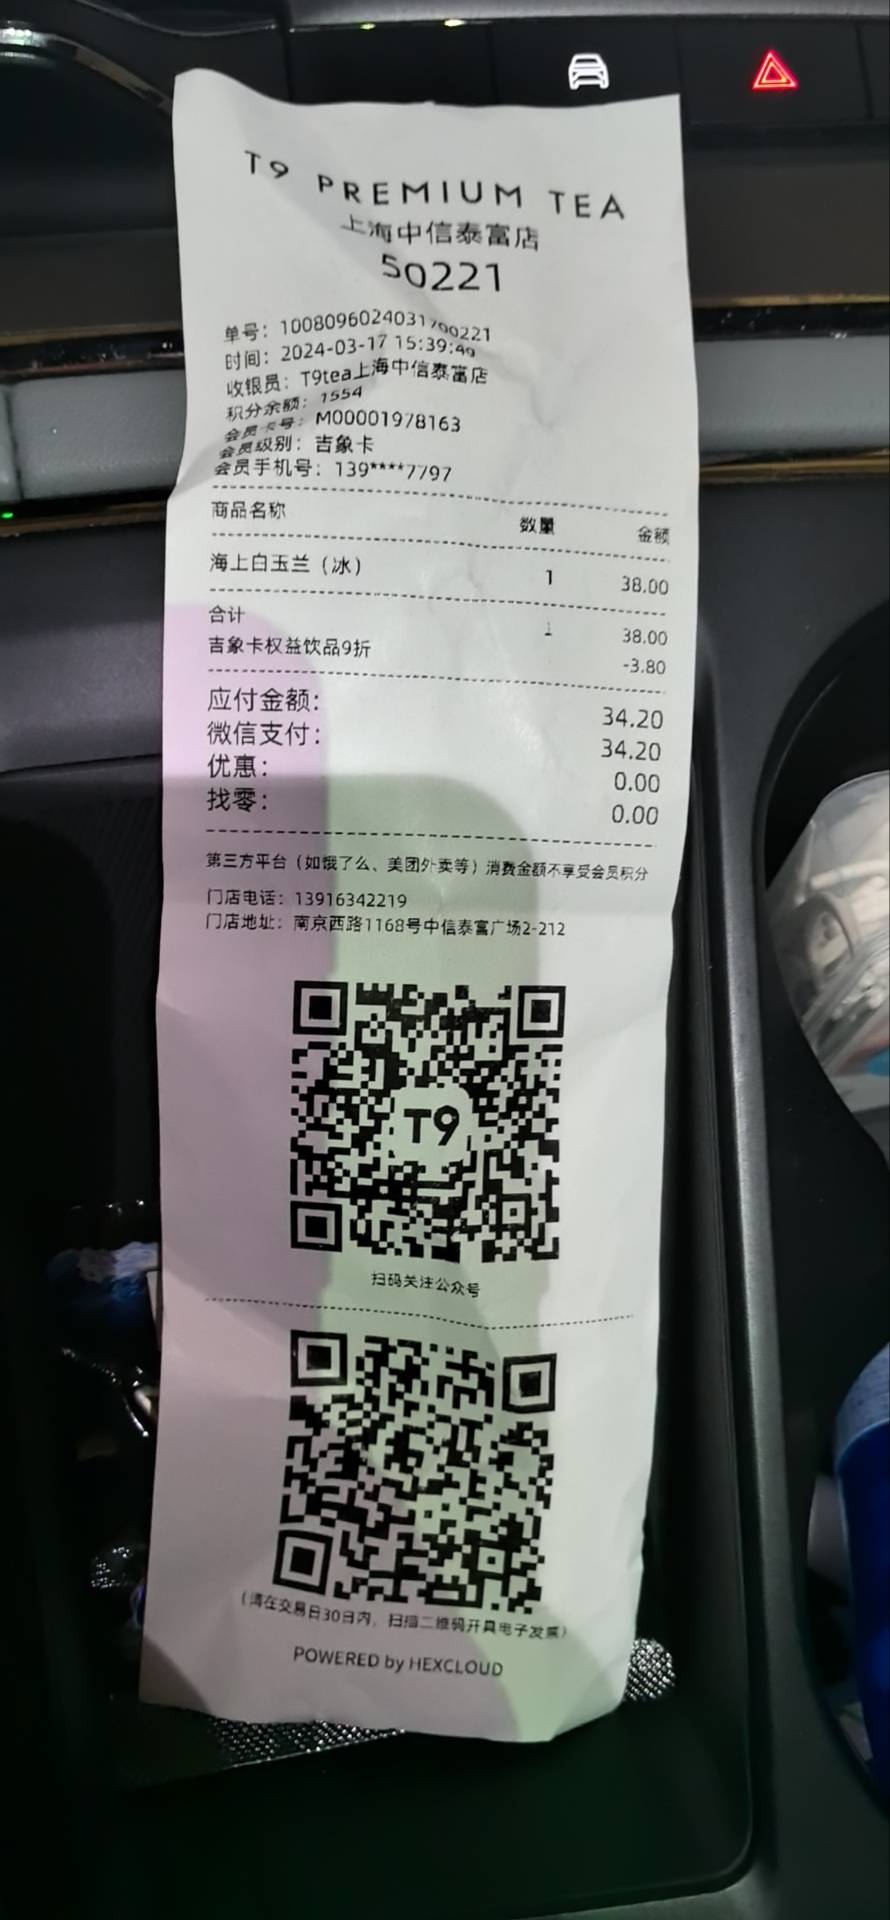 T9 PREMIUM TEA
上海中信泰富店
50221
单号：1008096024031700221
时间：2024-03-17 15:39:49
收银员：T9tea上海中信泰富店
积分余额：1554
会员卡号：M00001978163
会员级别：吉象卡
会员手机号：139****7797
商品名称 数量 金额
海上白玉兰（冰） 1 38.00
合计 1 38.00
吉象卡权益饮品9折 -3.80
应付金额： 34.20
微信支付： 34.20
优惠： 0.00
找零： 0.00
第三方平台（如饿了么、美团外卖等）消费金额不享受会员积分
门店电话：13916342219
门店地址：南京西路1168号中信泰富广场2-212
T9
扫码关注公众号
（请在交易日30日内，扫描二维码开具电子发票）
POWERED by HEXCLOUD